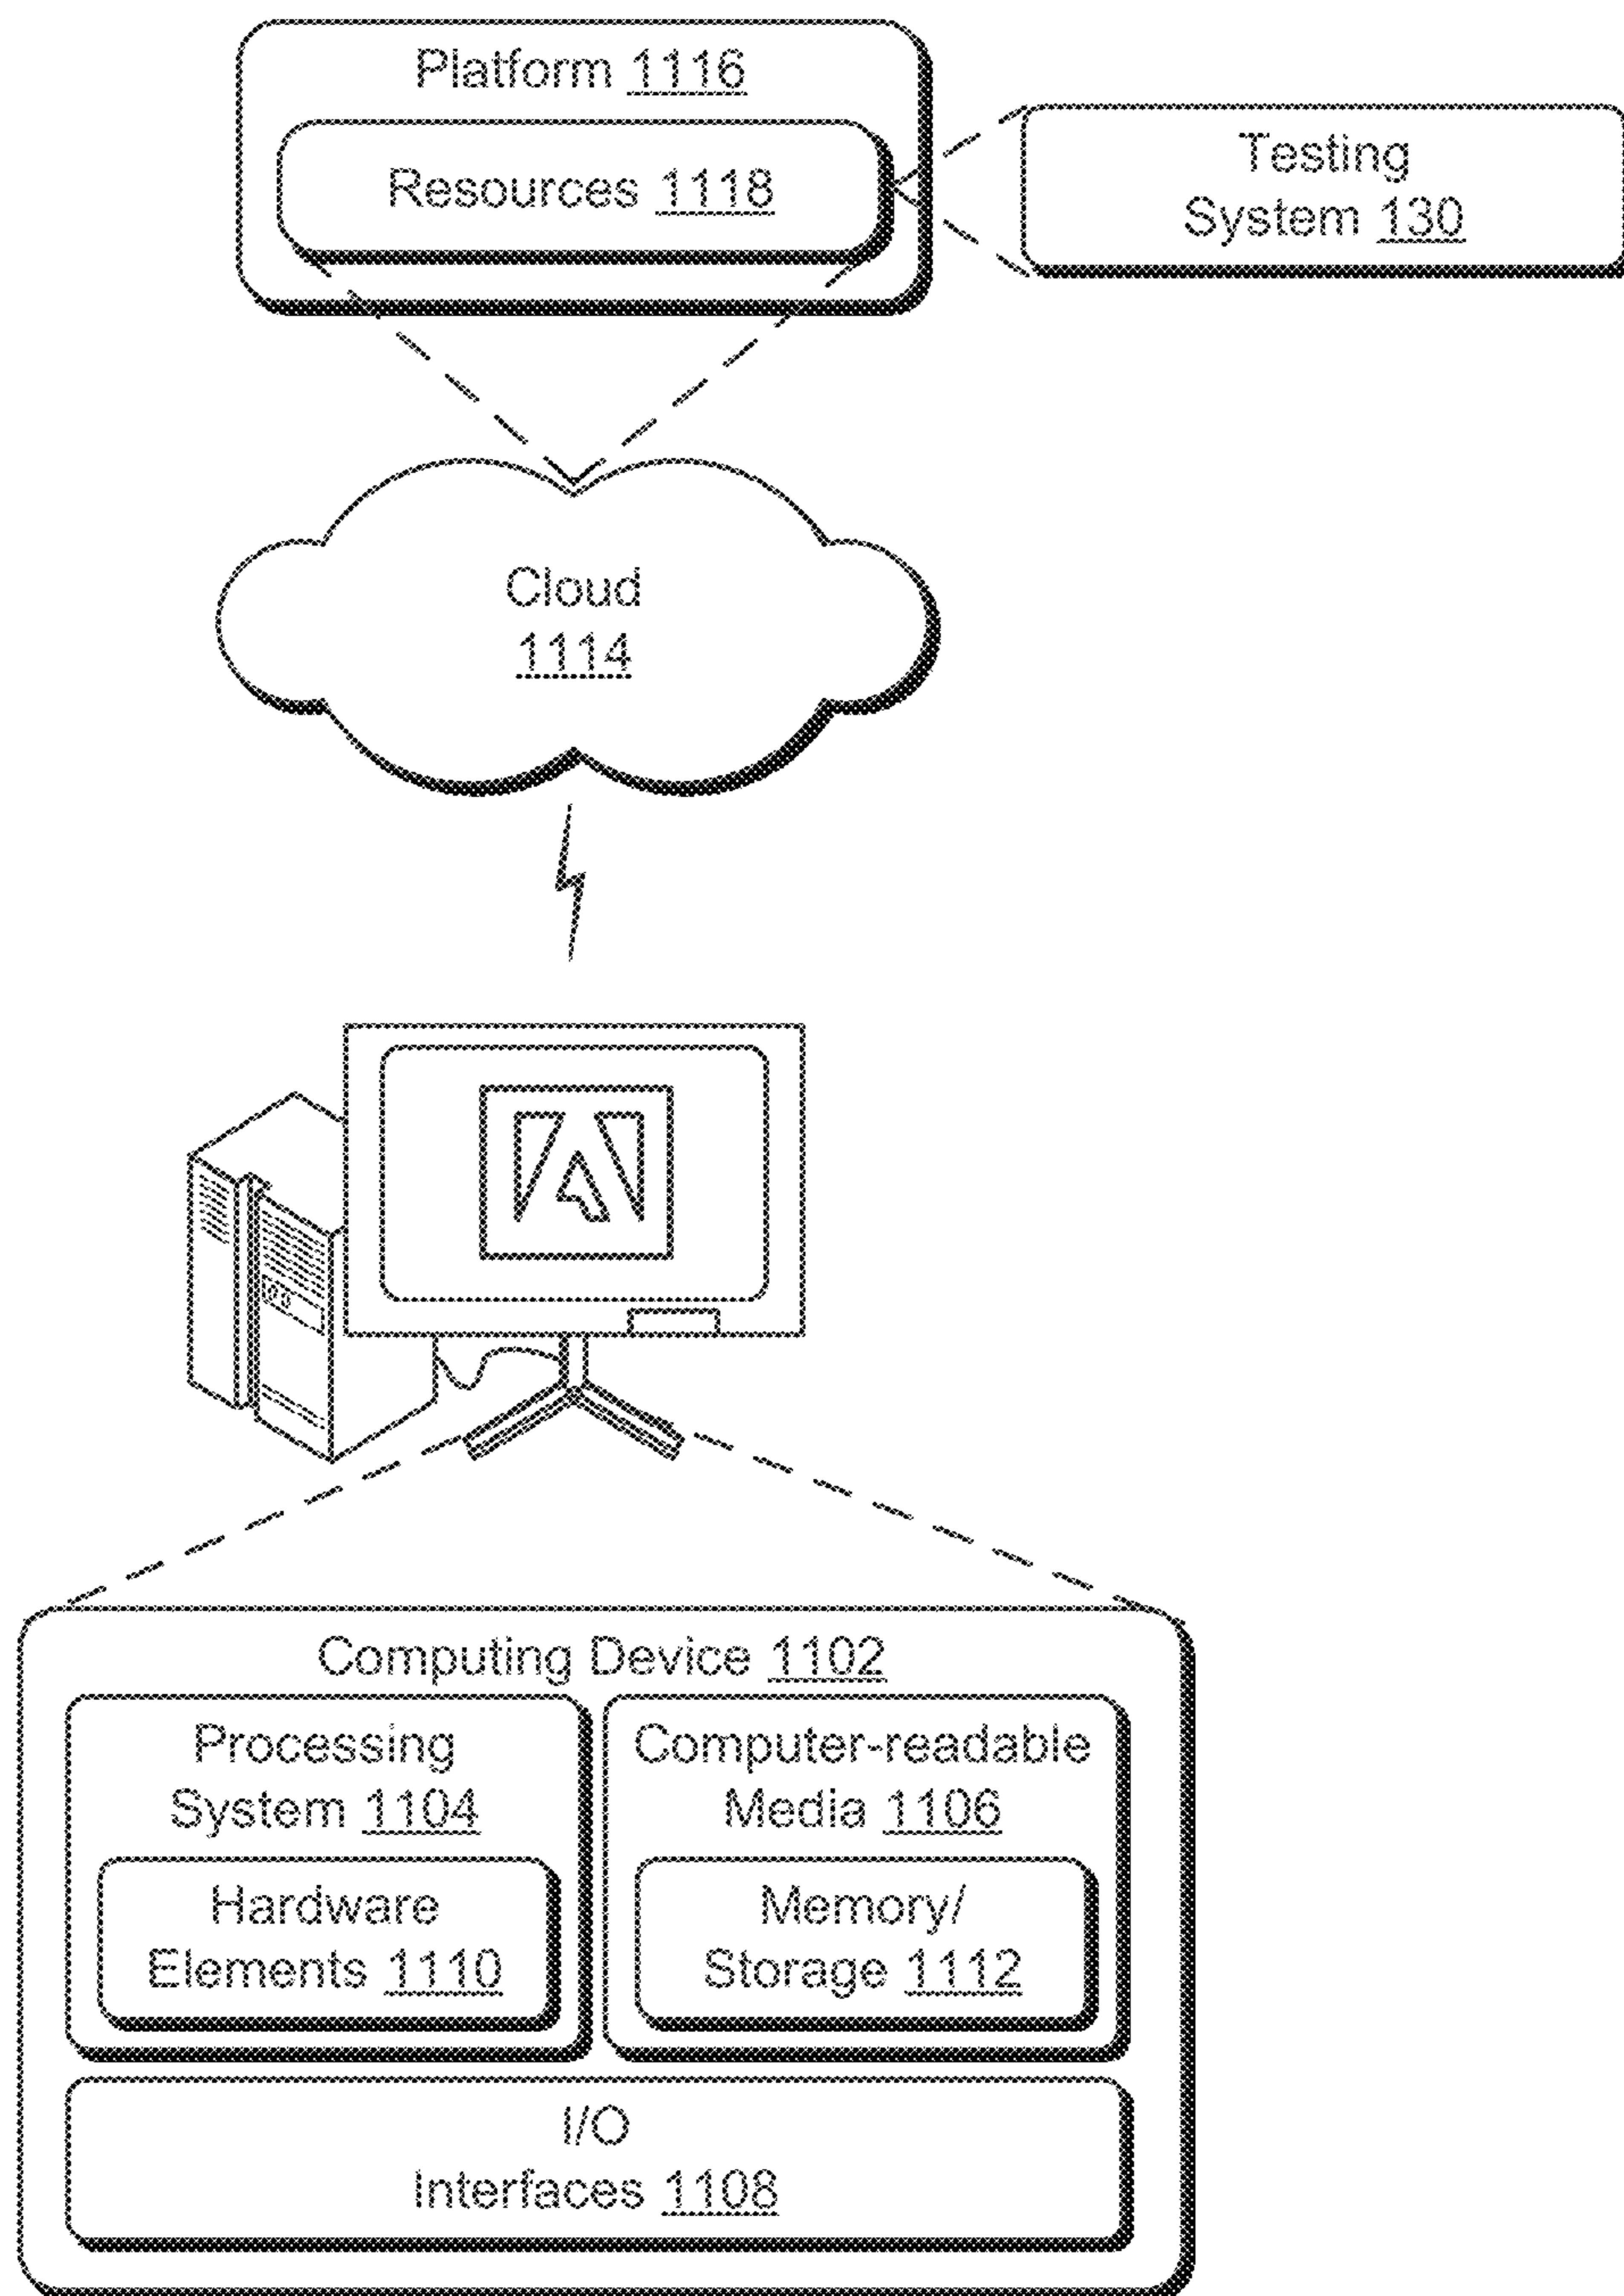 Platform 1116
Resources 1118
Testing
System 130
Cloud
1114
Computing Device 1102
Processing
System 1104
Hardware
Elements 1110
Computer-readable
Media 1106
Memory/
Storage 1112
I/O
Interfaces 1108